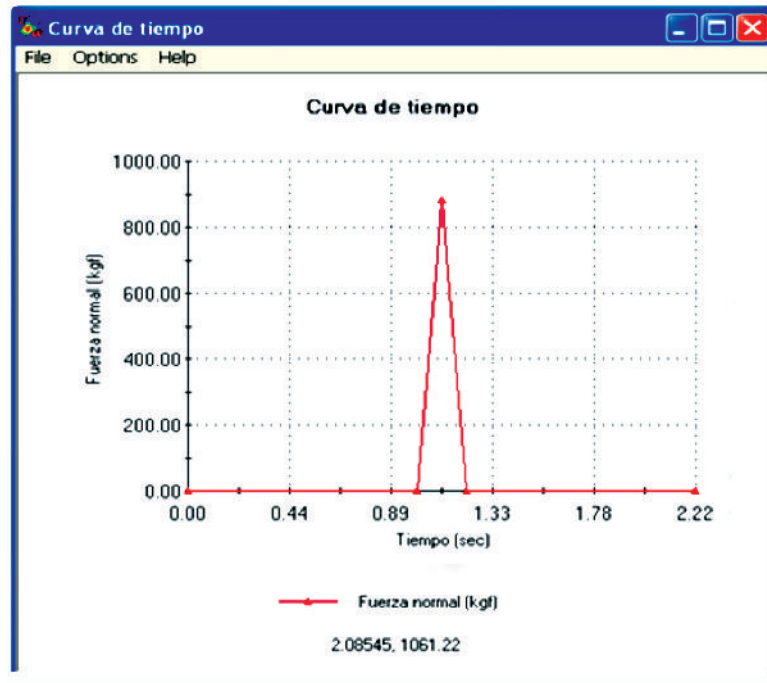 Curva de tiempo
File Options Help
Curva de tiempo
1000.00
800.00
600.00
400.00
200.00
0.00
Fuerza normal (kgf)
0.00 0.44 0.89 1.33 1.78 2.22
Tiempo (sec)
Fuerza normal (kgf)
2.08545, 1061.22